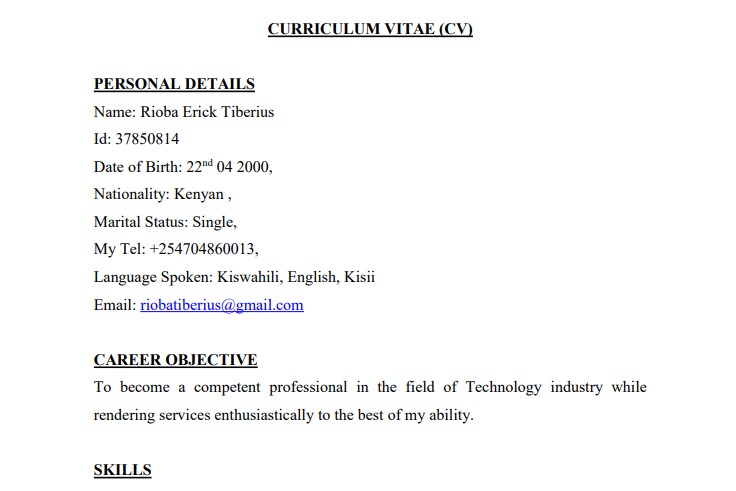 CURRICULUM VITAE (CV)
PERSONAL DETAILS
Name: Rioba Erick Tiberius
Id: 37850814
Date of Birth: 22nd 04 2000,
Nationality: Kenyan ,
Marital Status: Single,
My Tel: +254704860013,
Language Spoken: Kiswahili, English, Kisii
Email: riobatiberius@gmail.com
CAREER OBJECTIVE
To become a competent professional in the field of Technology industry while
rendering services enthusiastically to the best of my ability.
SKILLS